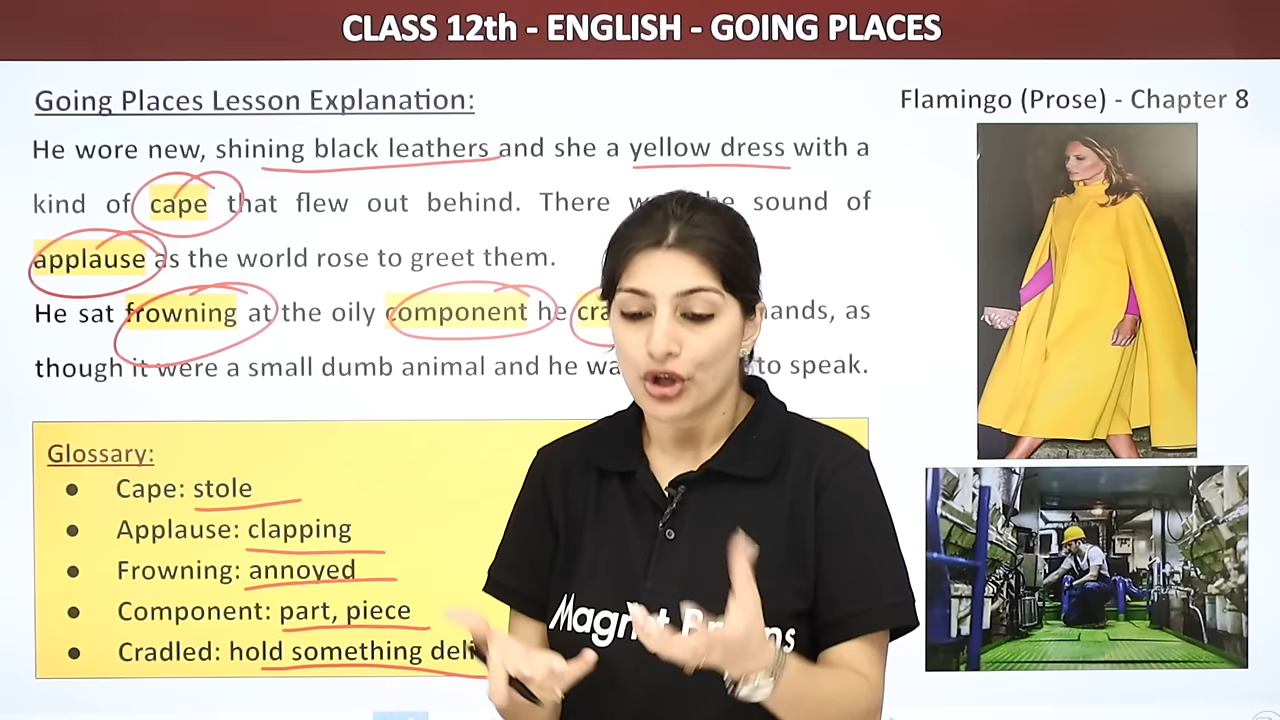 CLASS 12th - ENGLISH - GOING PLACES
Going Places Lesson Explanation:
Flamingo (Prose) - Chapter 8
He wore new, shining black leathers and she a yellow dress with a
kind of cape that flew out behind. There sound of
applause as the world rose to greet them.
He sat frowning at the oily component he hands, as
though it were a small dumb animal and he to speak.
Glossary:
Cape: stole
Applause: clapping
Frowning: annoyed
Component: part, piece
Cradled: hold something